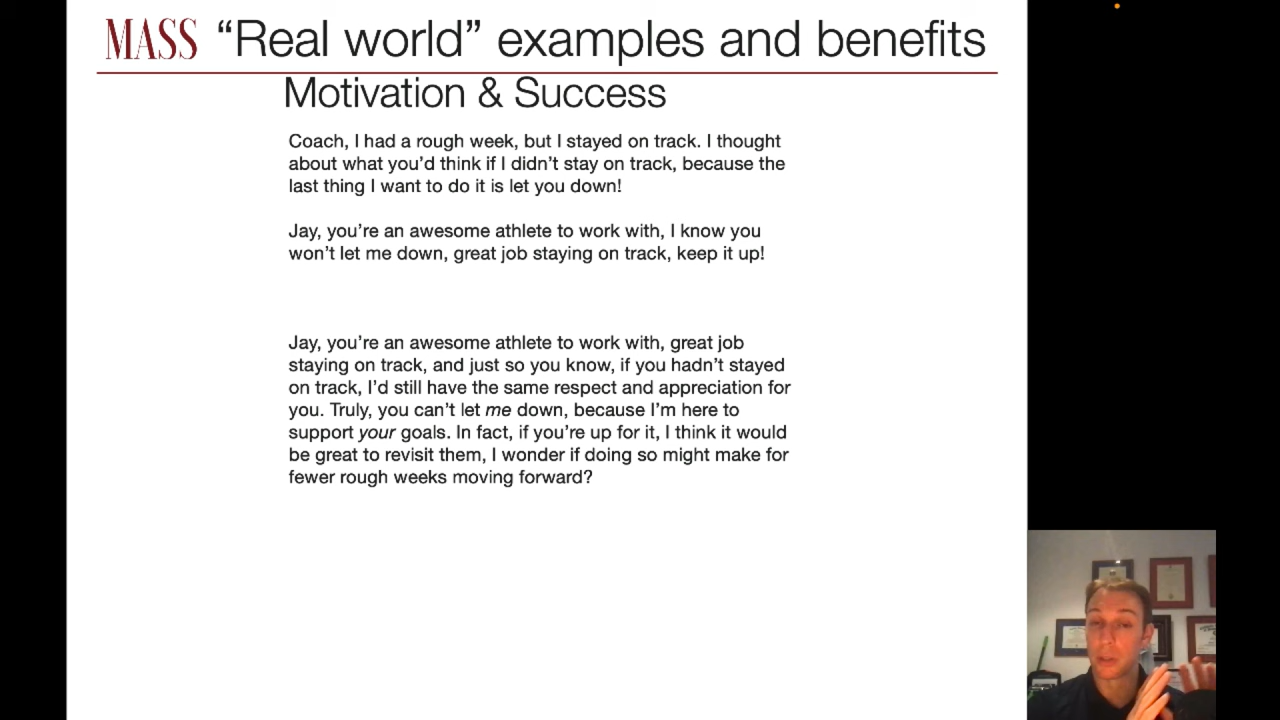 MASS “Real world” examples and benefits
Motivation & Success
Coach, I had a rough week, but I stayed on track. I thought
about what you’d think if I didn’t stay on track, because the
last thing I want to do it is let you down!
Jay, you’re an awesome athlete to work with, I know you
won’t let me down, great job staying on track, keep it up!
Jay, you’re an awesome athlete to work with, great job
staying on track, and just so you know, if you hadn’t stayed
on track, I’d still have the same respect and appreciation for
you. Truly, you can’t let me down, because I’m here to
support your goals. In fact, if you’re up for it, I think it would
be great to revisit them, I wonder if doing so might make for
fewer rough weeks moving forward?